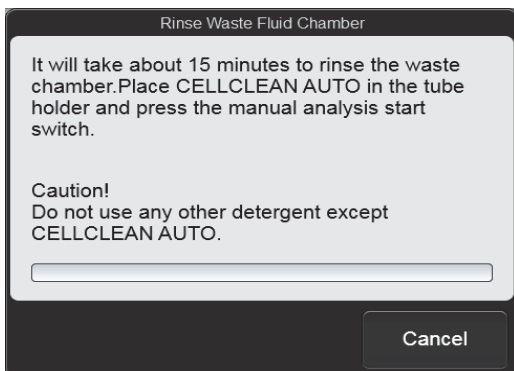 Rinse Waste Fluid Chamber
It will take about 15 minutes to rinse the waste
chamber.Place CELLCLEAN AUTO in the tube
holder and press the manual analysis start
switch.
Caution!
Do not use any other detergent except
CELLCLEAN AUTO.
Cancel